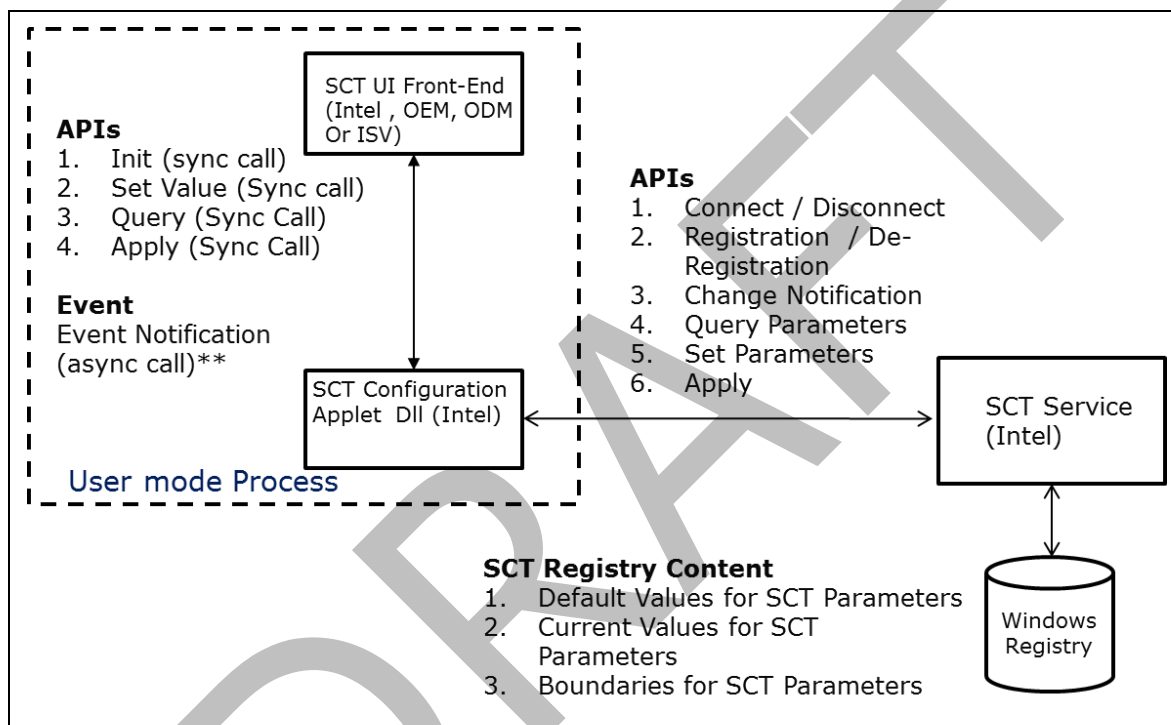 SCT UI Front-End
(Intel , OEM, ODM
Or ISV)
APIs
1. Init (sync call)
2. Set Value (Sync call)
3. Query (Sync Call)
4. Apply (Sync Call)
Event
Event Notification
(async call)**
SCT Configuration
Applet Dll (Intel)
User mode Process
APIs
1. Connect / Disconnect
2. Registration / De-
Registration
3. Change Notification
4. Query Parameters
5. Set Parameters
6. Apply
SCT Service
(Intel)
SCT Registry Content
1. Default Values for SCT Parameters
2. Current Values for SCT
Parameters
3. Boundaries for SCT Parameters
Windows
Registry
DRAFT